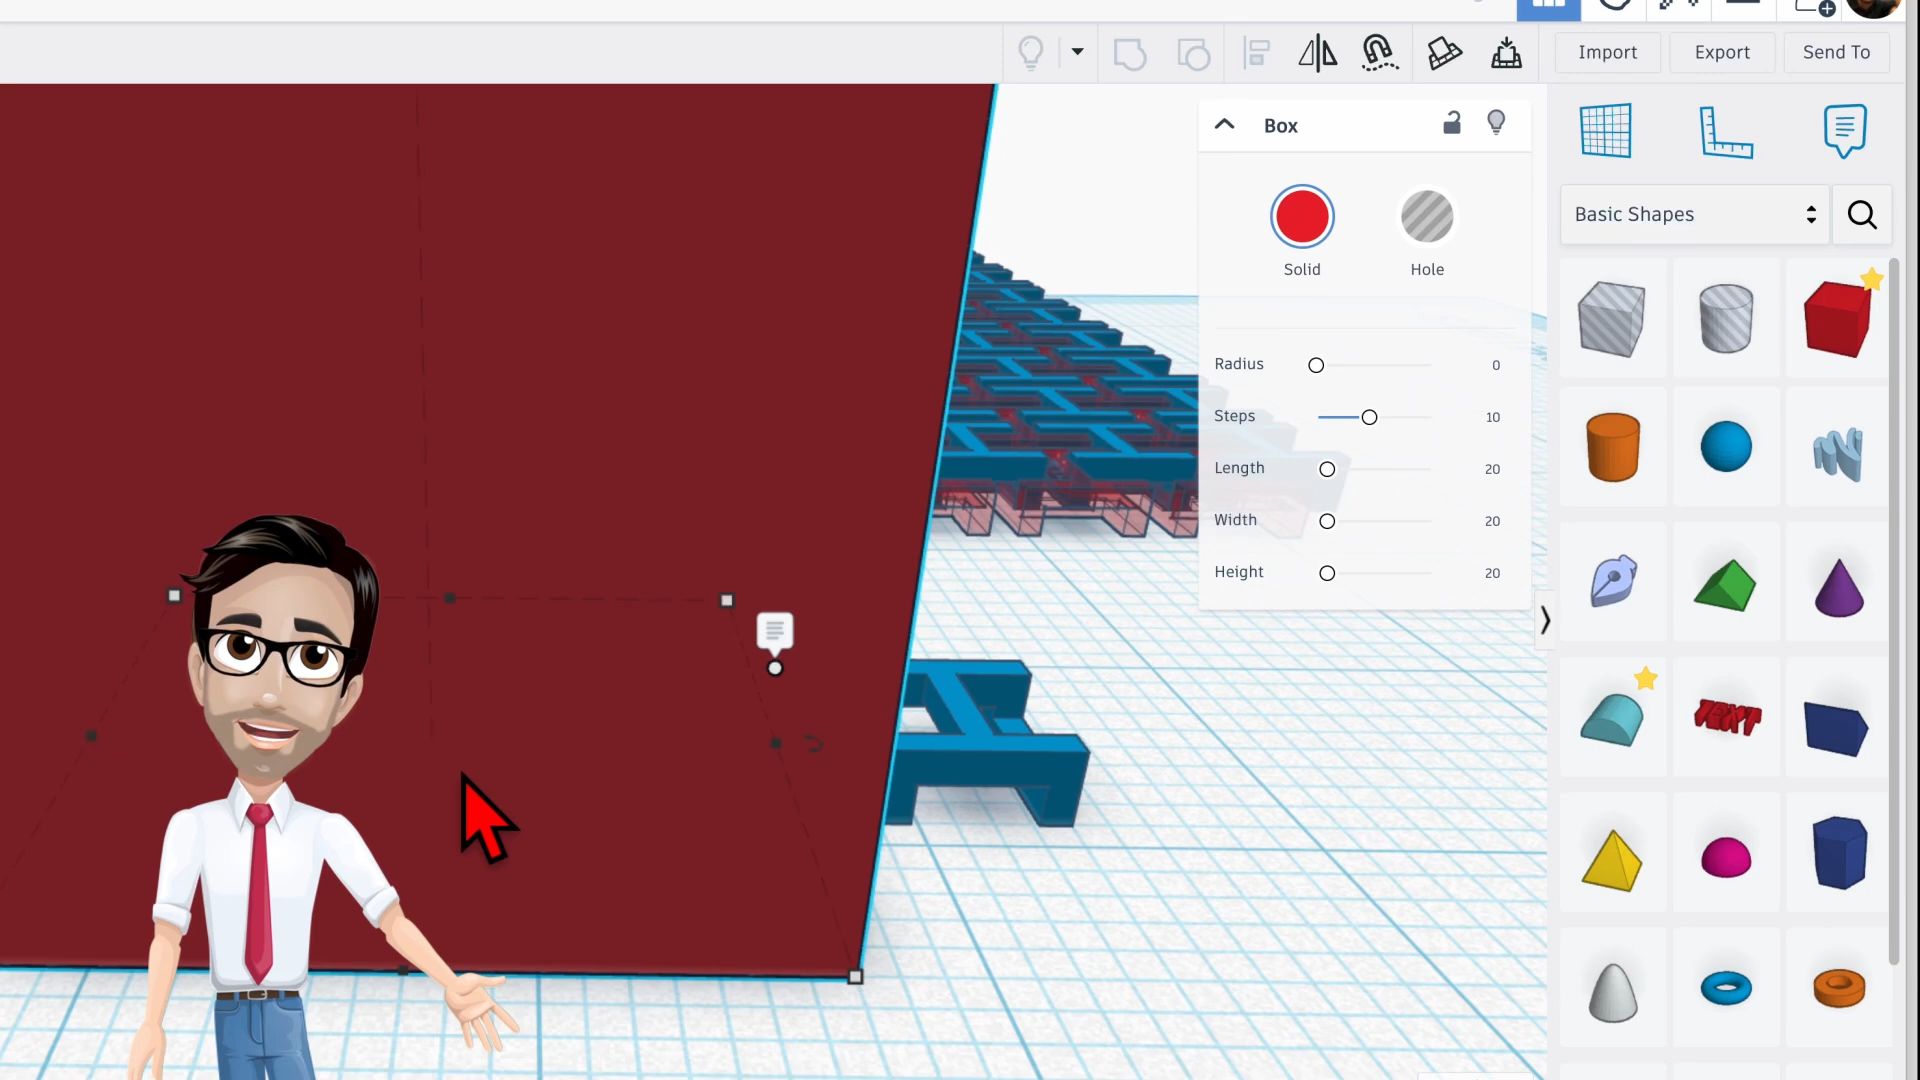 Import
Export
Send To
Box
Solid
Hole
Radius
0
Steps
10
Length
20
Width
20
Height
20
Basic Shapes
TEXT